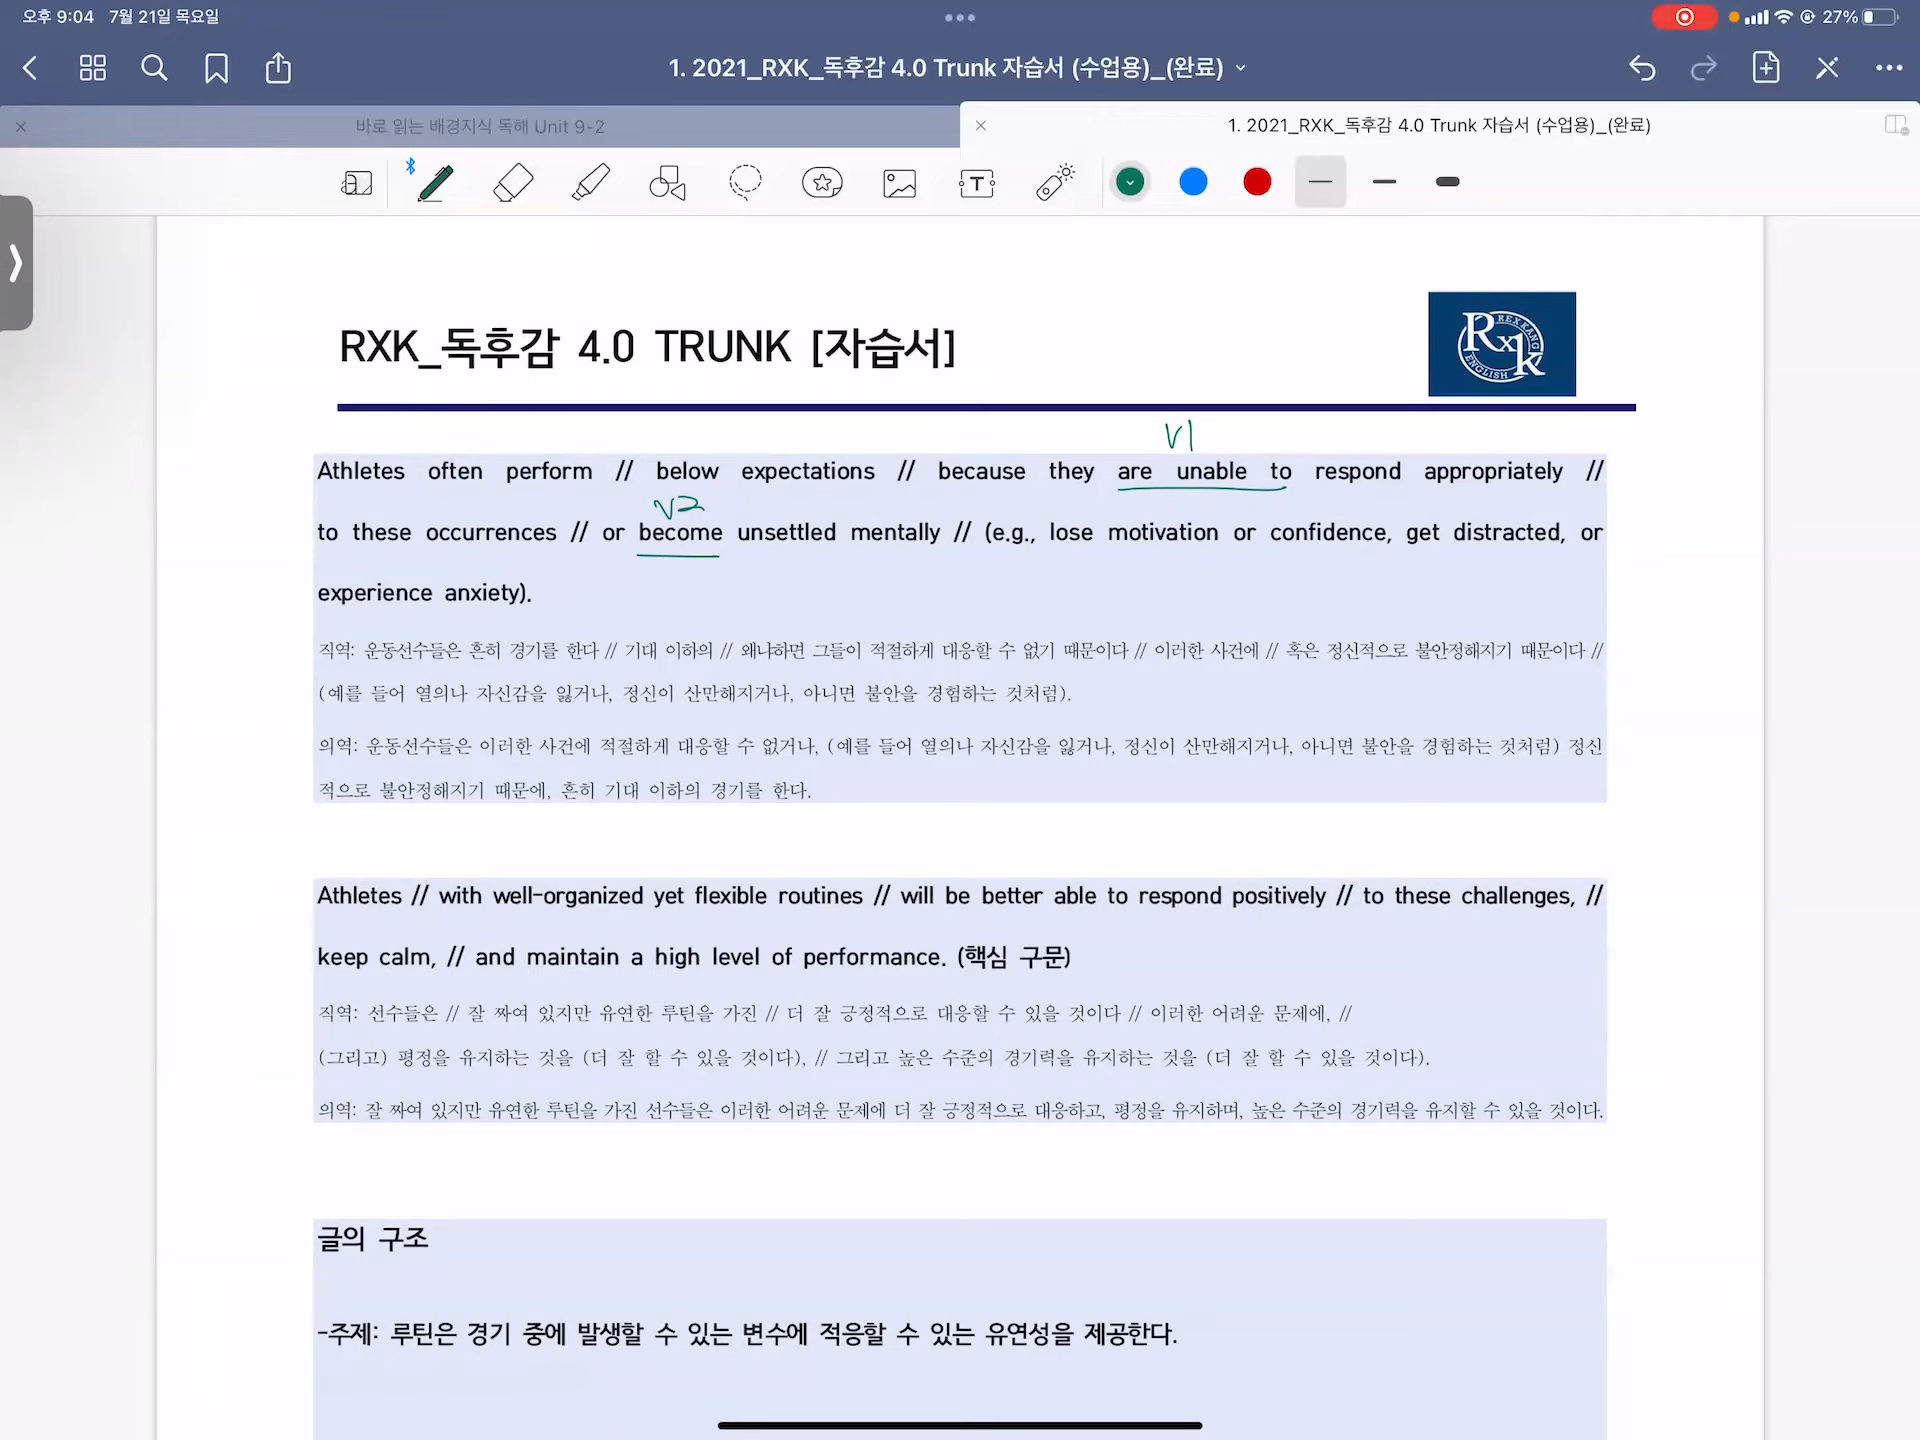 오후 9:04 7월 21일 목요일
27%
1. 2021_RXK_독후감 4.0 Trunk 자습서 (수업용)_(완료)
바로 읽는 배경지식 독해 Unit 9-2
1. 2021_RXK_독후감 4.0 Trunk 자습서 (수업용)_(완료)
RXK_독후감 4.0 TRUNK [자습서]
RXK
REX KANG
ENGLISH
V1
Athletes often perform // below expectations // because they are unable to respond appropriately //
V2
to these occurrences // or become unsettled mentally // (e.g., lose motivation or confidence, get distracted, or
experience anxiety).
직역: 운동선수들은 흔히 경기를 한다 // 기대 이하의 // 왜냐하면 그들이 적절하게 대응할 수 없기 때문이다 // 이러한 사건에 // 혹은 정신적으로 불안정해지기 때문이다 //
(예를 들어 열의나 자신감을 잃거나, 정신이 산만해지거나, 아니면 불안을 경험하는 것처럼).
의역: 운동선수들은 이러한 사건에 적절하게 대응할 수 없거나, (예를 들어 열의나 자신감을 잃거나, 정신이 산만해지거나, 아니면 불안을 경험하는 것처럼) 정신
적으로 불안정해지기 때문에, 흔히 기대 이하의 경기를 한다.
Athletes // with well-organized yet flexible routines // will be better able to respond positively // to these challenges, //
keep calm, // and maintain a high level of performance. (핵심 구문)
직역: 선수들은 // 잘 짜여 있지만 유연한 루틴을 가진 // 더 잘 긍정적으로 대응할 수 있을 것이다 // 이러한 어려운 문제에, //
(그리고) 평정을 유지하는 것을 (더 잘 할 수 있을 것이다), // 그리고 높은 수준의 경기력을 유지하는 것을 (더 잘 할 수 있을 것이다).
의역: 잘 짜여 있지만 유연한 루틴을 가진 선수들은 이러한 어려운 문제에 더 잘 긍정적으로 대응하고, 평정을 유지하며, 높은 수준의 경기력을 유지할 수 있을 것이다.
글의 구조
-주제: 루틴은 경기 중에 발생할 수 있는 변수에 적응할 수 있는 유연성을 제공한다.